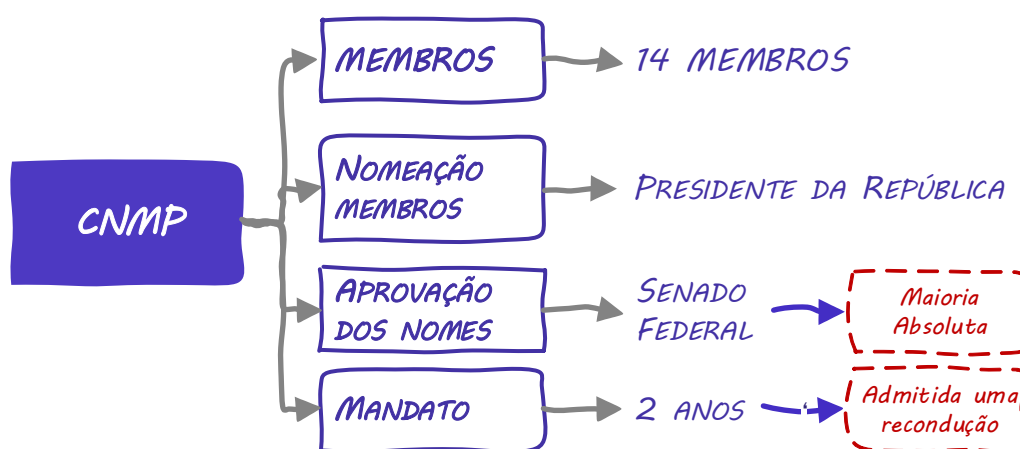 CNMP
MEMBROS
14 MEMBROS
NOMEAÇÃO
MEMBROS
PRESIDENTE DA REPÚBLICA
APROVAÇÃO
DOS NOMES
SENADO
FEDERAL
Maioria
Absoluta
MANDATO
2 ANOS
Admitida uma
recondução